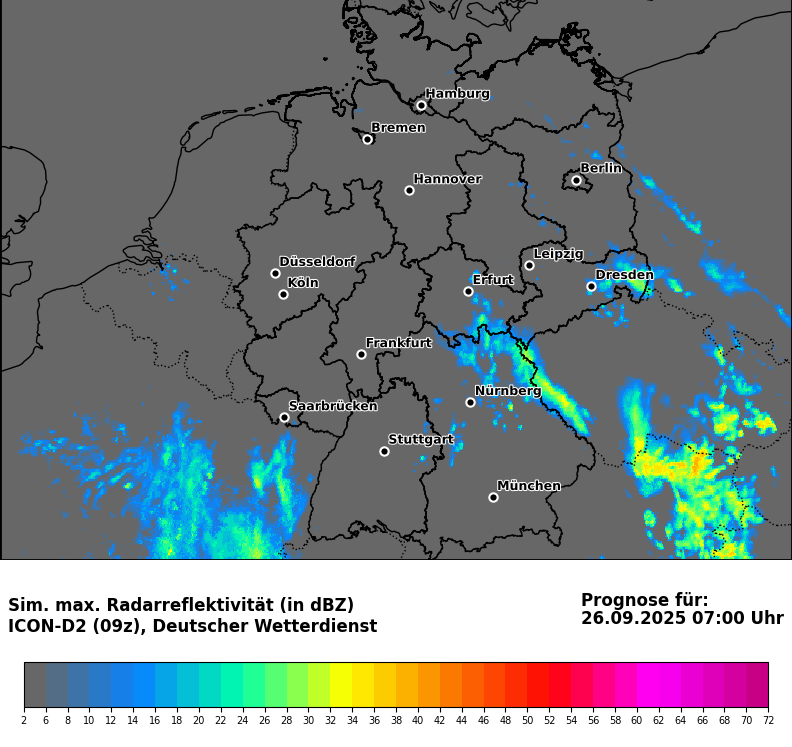 Hamburg
Bremen
Berlin
Hannover
Leipzig
Düsseldorf
Dresden
Erfurt
Köln
Frankfurt
Nürnberg
Saarbrücken
Stuttgart
München
Sim. max. Radarreflektivität (in dBZ)
ICON-D2 (09z), Deutscher Wetterdienst
Prognose für:
26.09.2025 07:00 Uhr
2 6 8 10 12 14 16 18 20 22 24 26 28 30 32 34 36 38 40 42 44 46 48 50 52 54 56 58 60 62 64 66 68 70 72